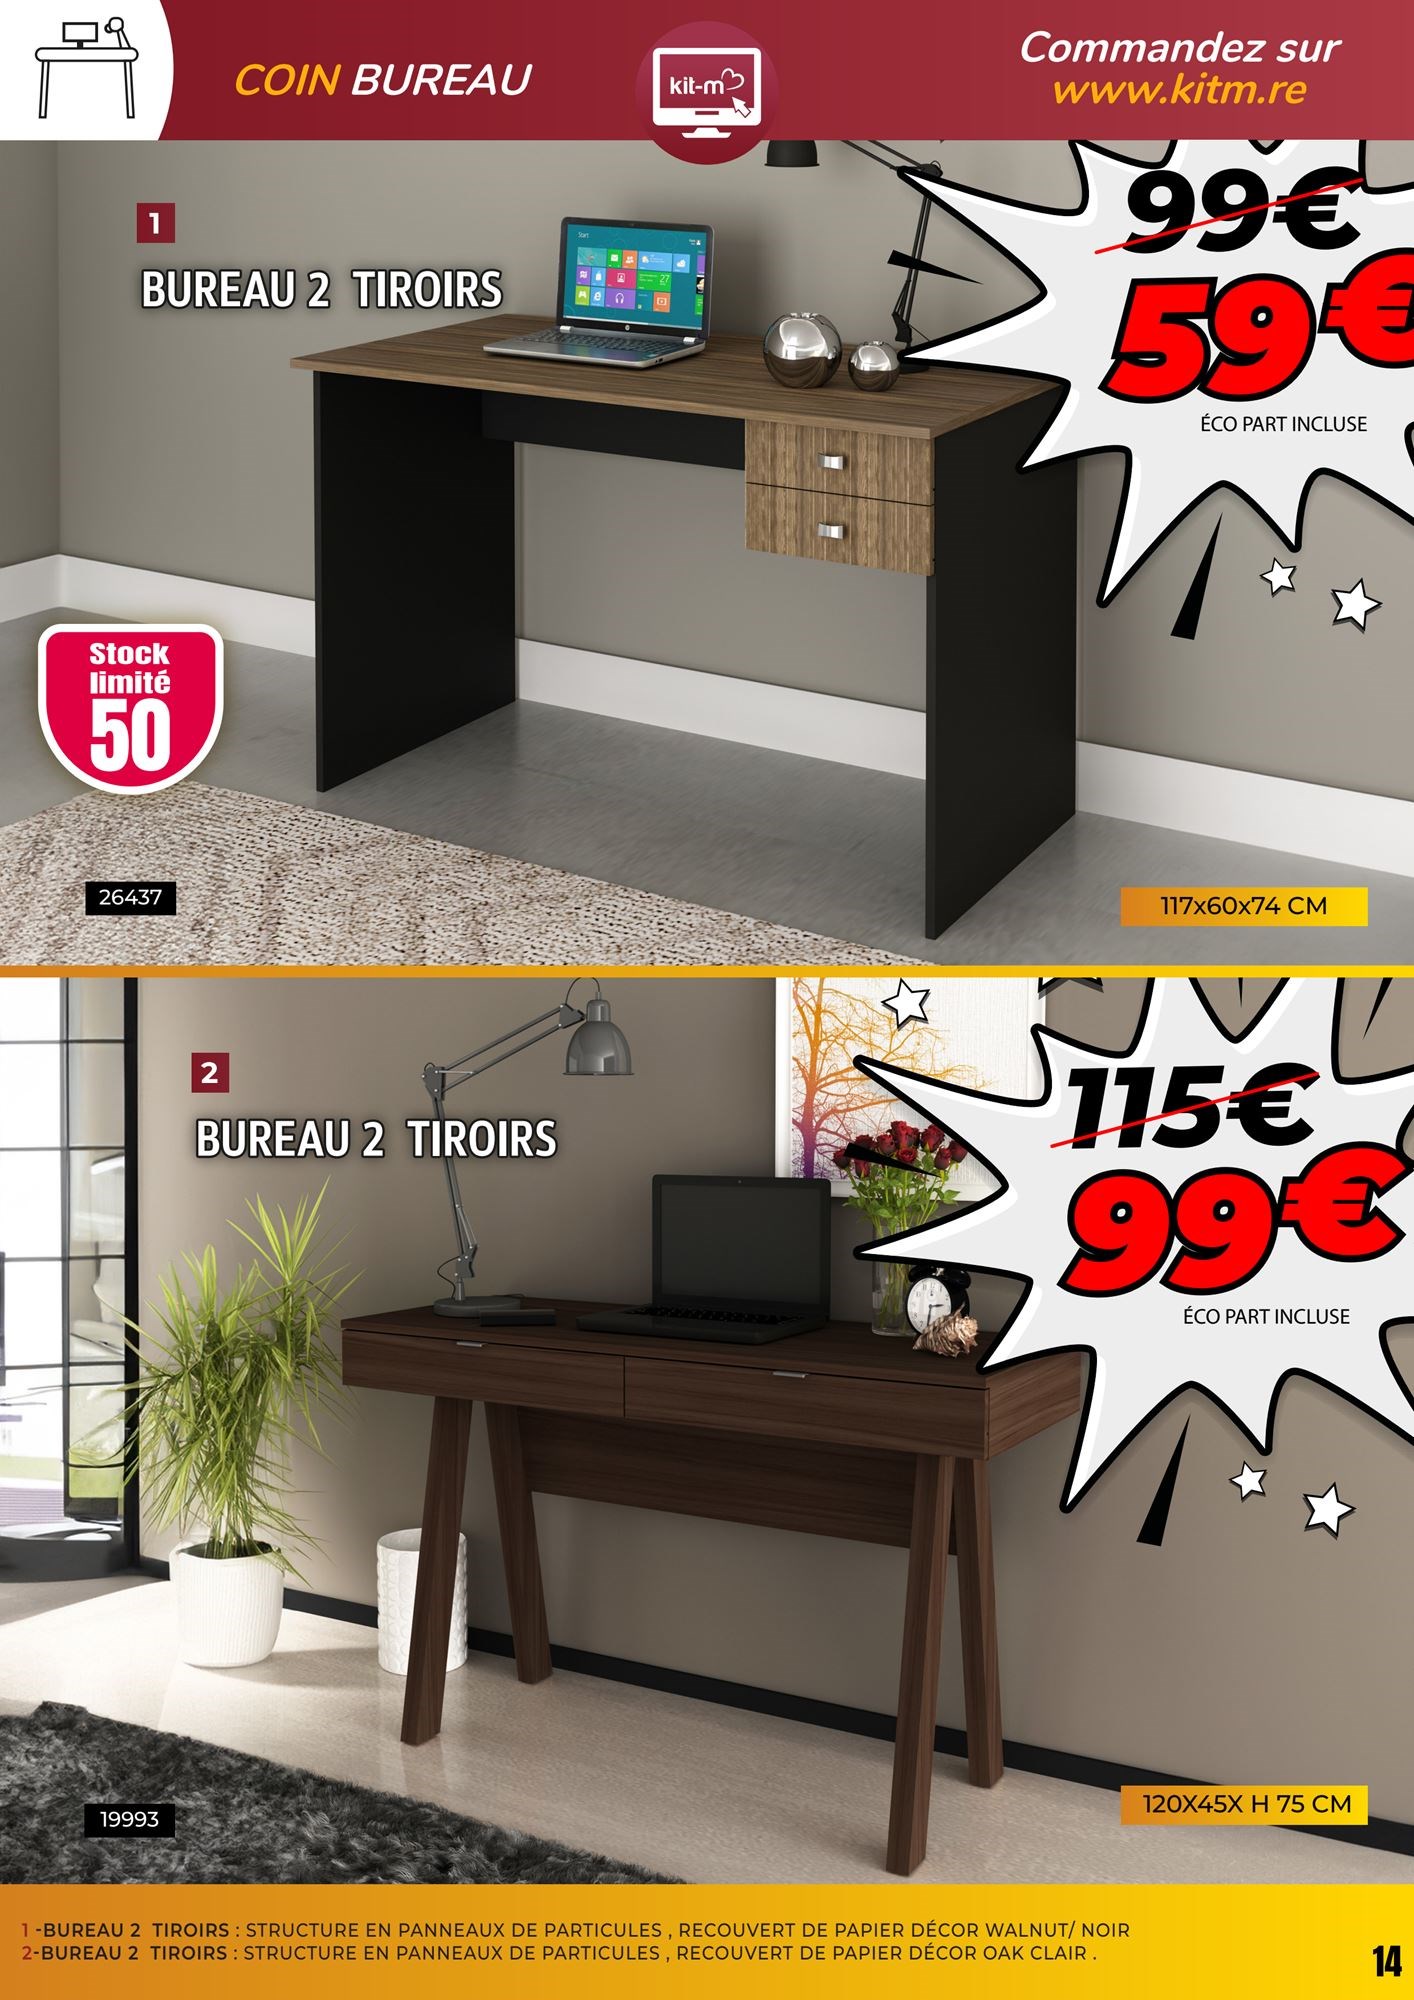 COIN BUREAU
kit-m
Commandez sur
www.kitm.re
1
BUREAU 2 TIROIRS
Start
27
99€
59€
ÉCO PART INCLUSE
Stock
limité
50
26437
117x60x74 CM
2
BUREAU 2 TIROIRS
115€
99€
ÉCO PART INCLUSE
19993
120X45X H 75 CM
1 -BUREAU 2 TIROIRS : STRUCTURE EN PANNEAUX DE PARTICULES , RECOUVERT DE PAPIER DÉCOR WALNUT/ NOIR
2-BUREAU 2 TIROIRS : STRUCTURE EN PANNEAUX DE PARTICULES , RECOUVERT DE PAPIER DÉCOR OAK CLAIR .
14